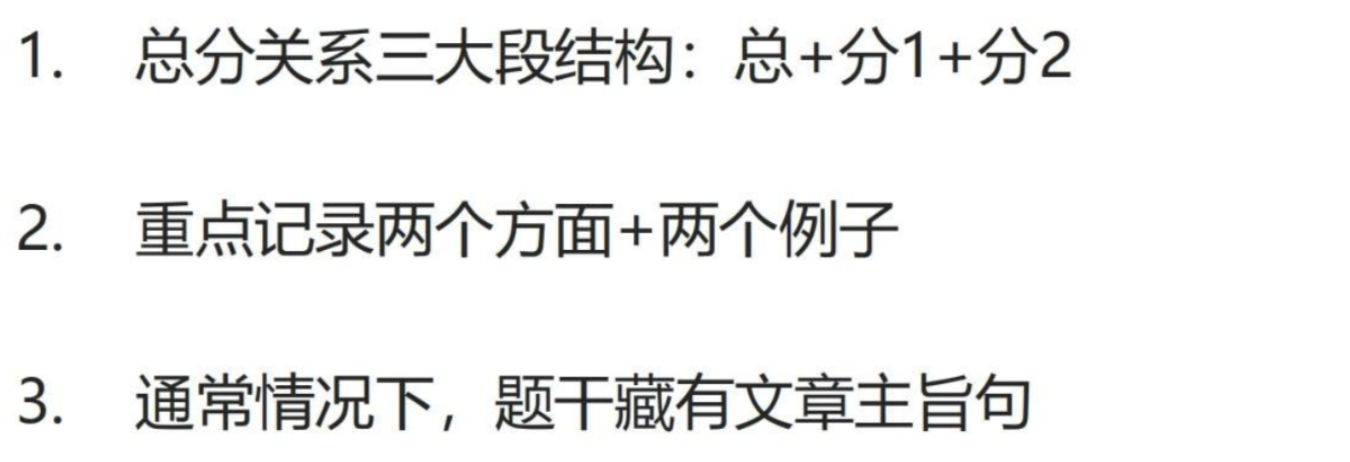 1. 总分关系三大段结构：总+分1+分2
2. 重点记录两个方面+两个例子
3. 通常情况下，题干藏有文章主旨句